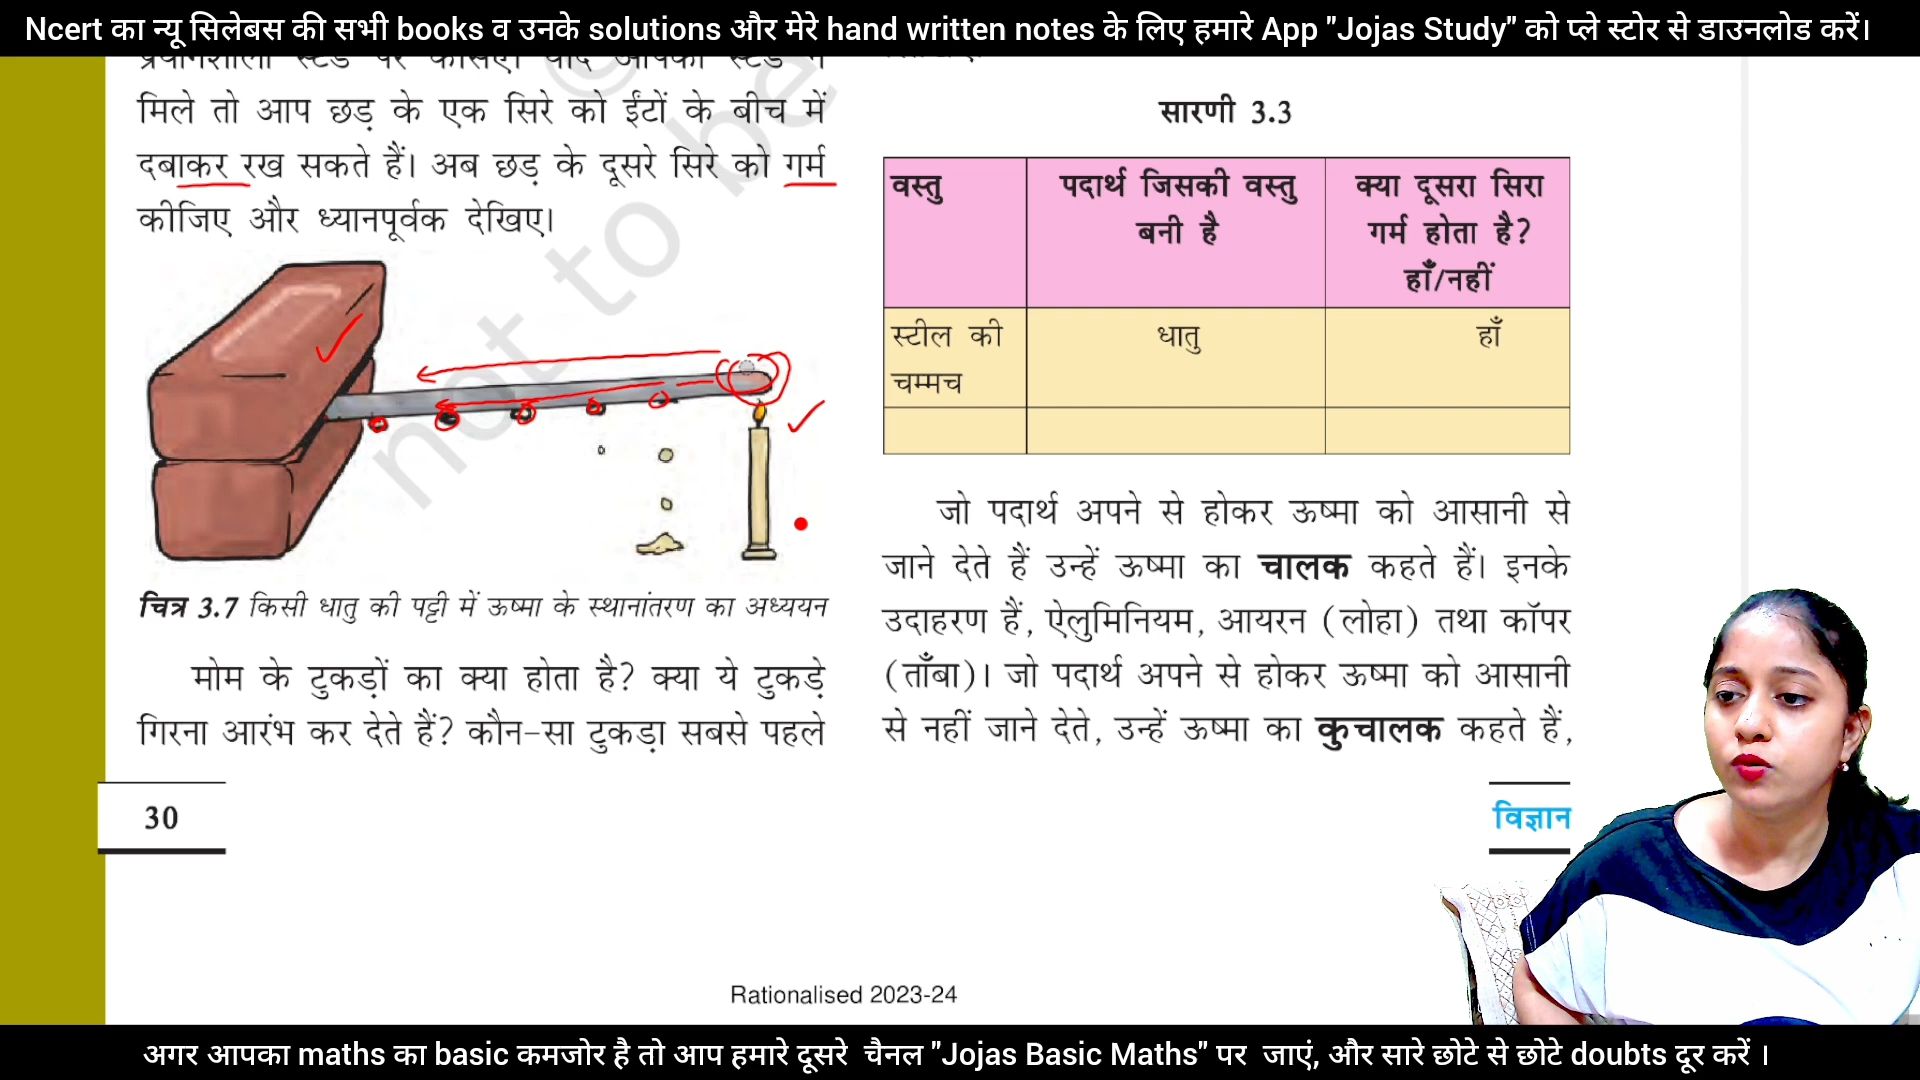 Ncert का न्यू सिलेबस की सभी books व उनके solutions और मेरे hand written notes के लिए हमारे App "Jojas Study" को प्ले स्टोर से डाउनलोड करें।
मिले तो आप छड़ के एक सिरे को ईंटों के बीच में
दबाकर रख सकते हैं। अब छड़ के दूसरे सिरे को गर्म
कीजिए और ध्यानपूर्वक देखिए।
not to be
चित्र 3.7 किसी धातु की पट्टी में ऊष्मा के स्थानांतरण का अध्ययन
मोम के टुकड़ों का क्या होता है? क्या ये टुकड़े
गिरना आरंभ कर देते हैं? कौन-सा टुकड़ा सबसे पहले
सारणी 3.3
वस्तु
पदार्थ जिसकी वस्तु
बनी है
क्या दूसरा सिरा
गर्म होता है?
हाँ/नहीं
स्टील की
चम्मच
धातु
हाँ
जो पदार्थ अपने से होकर ऊष्मा को आसानी से
जाने देते हैं उन्हें ऊष्मा का चालक कहते हैं। इनके
उदाहरण हैं, ऐलुमिनियम, आयरन (लोहा) तथा कॉपर
(ताँबा)। जो पदार्थ अपने से होकर ऊष्मा को आसानी
से नहीं जाने देते, उन्हें ऊष्मा का कुचालक कहते हैं,
30
विज्ञान
Rationalised 2023-24
अगर आपका maths का basic कमजोर है तो आप हमारे दूसरे चैनल "Jojas Basic Maths" पर जाएं, और सारे छोटे से छोटे doubts दूर करें ।